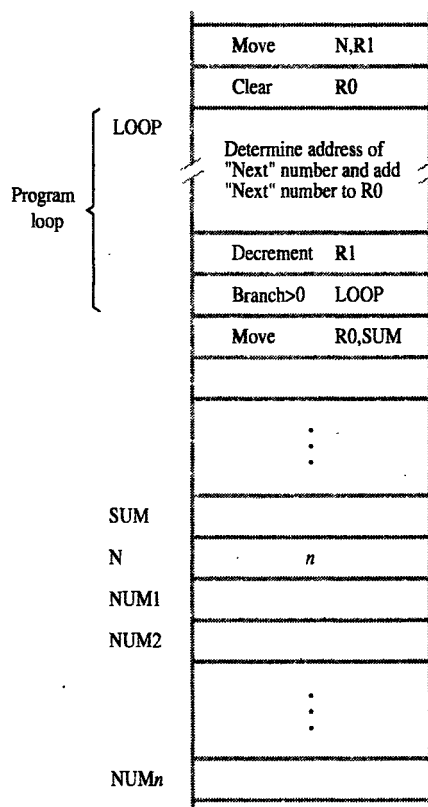 Move N,R1
Clear R0
LOOP
Determine address of
"Next" number and add
"Next" number to R0
Program
loop
Decrement R1
Branch>0 LOOP
Move R0,SUM
SUM
N n
NUM1
NUM2
NUMn